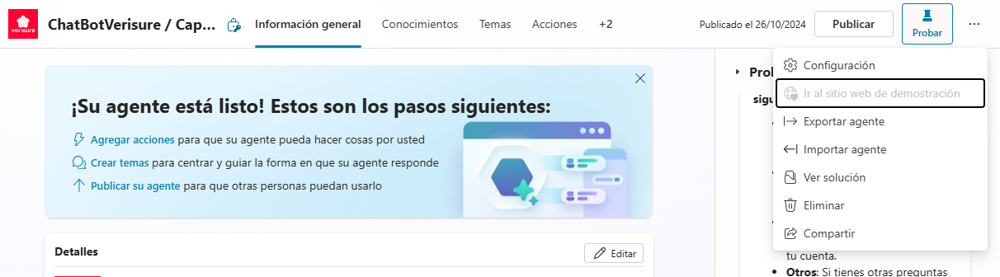 verisure
ChatBotVerisure / Cap...
Información general
Conocimientos
Temas
Acciones
+2
Publicado el 26/10/2024
Publicar
Probar
...
Configuración
Ir al sitio web de demostración
Exportar agente
Importar agente
Ver solución
Eliminar
Compartir
¡Su agente está listo! Estos son los pasos siguientes:
Agregar acciones para que su agente pueda hacer cosas por usted
Crear temas para centrar y guiar la forma en que su agente responde
Publicar su agente para que otras personas puedan usarlo
Detalles
Editar
tu cuenta.
Otros: Si tienes otras preguntas